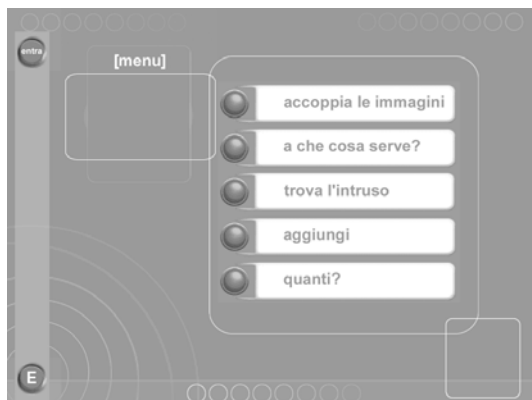 entra
[menu]
accoppia le immagini
a che cosa serve?
trova l'intruso
aggiungi
quanti?
E